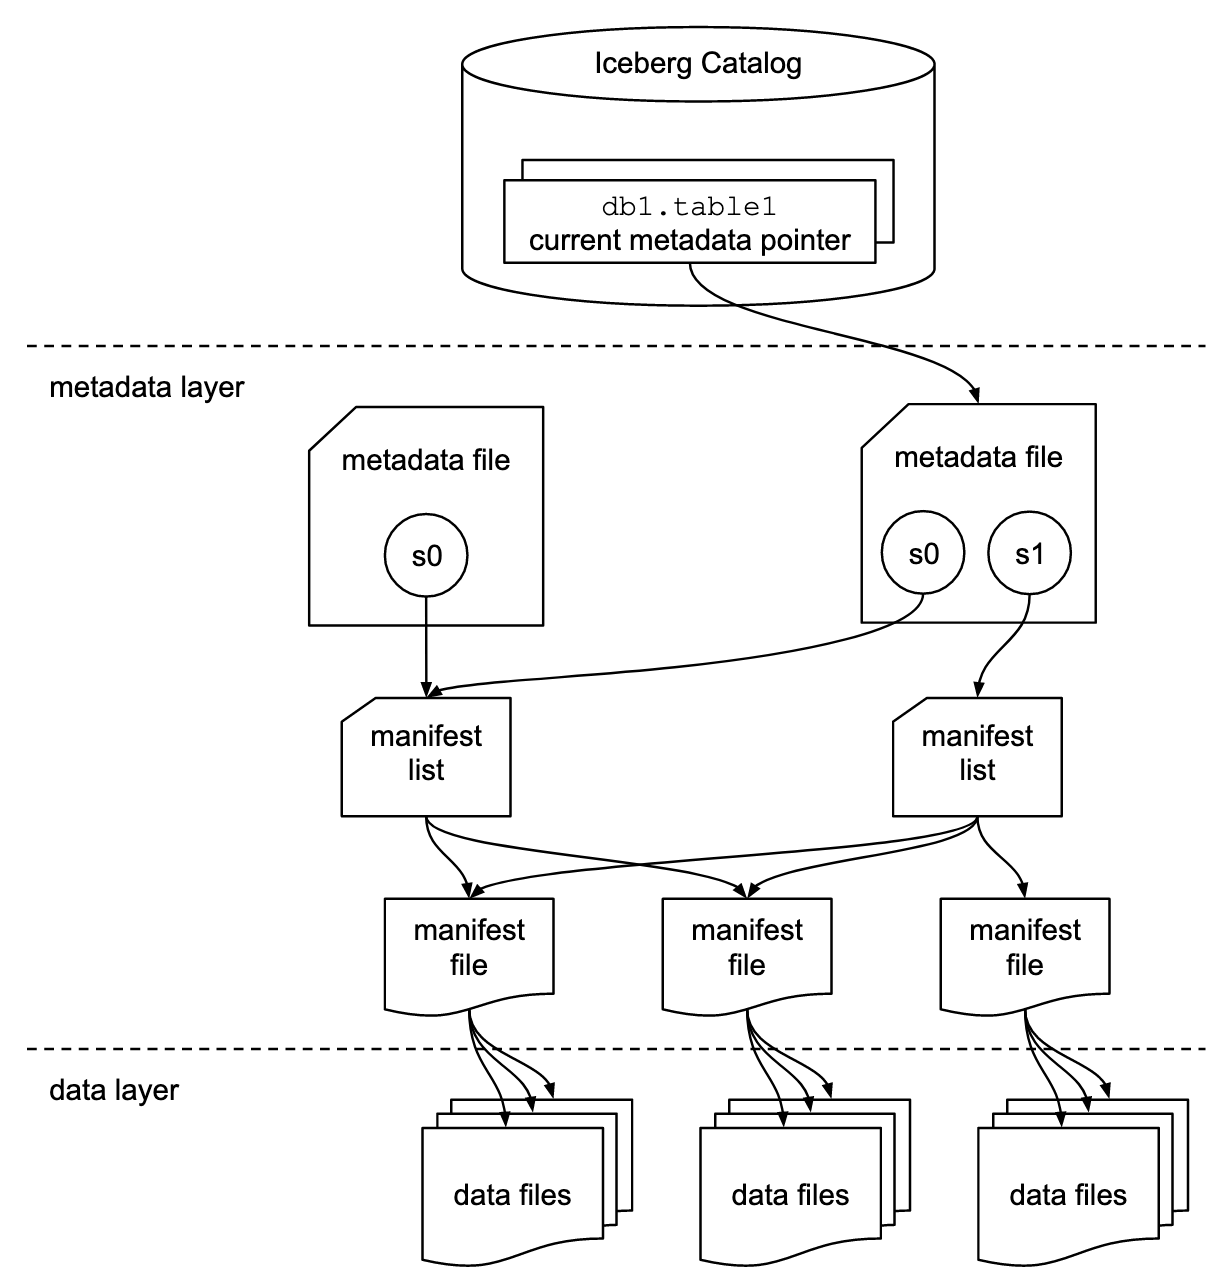 Iceberg Catalog
db1.table1
current metadata pointer
metadata layer
metadata file
s0
metadata file
s0
s1
manifest
list
manifest
list
manifest
file
manifest
file
manifest
file
data layer
data files
data files
data files